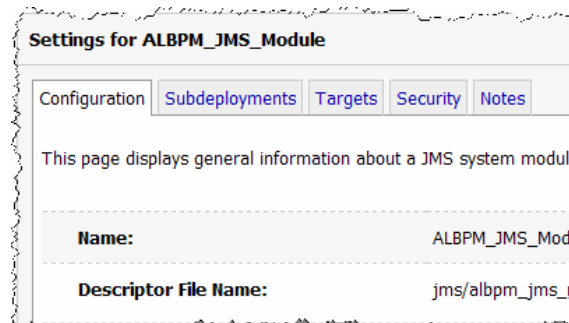 Settings for ALBPM_JMS_Module
Configuration Subdeployments Targets Security Notes
This page displays general information about a JMS system modul
Name: ALBPM_JMS_Mod
Descriptor File Name: jms/albpm_jms_